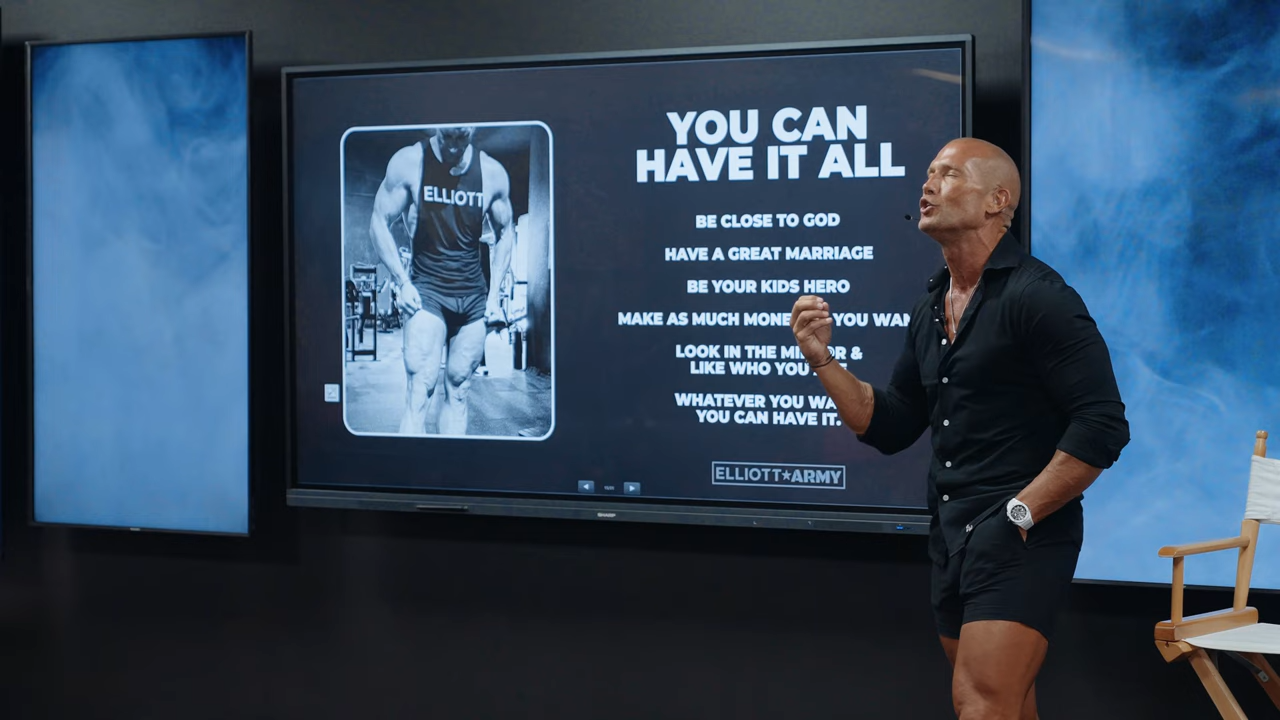 ELLIOTT
YOU CAN
HAVE IT ALL
BE CLOSE TO GOD
HAVE A GREAT MARRIAGE
BE YOUR KIDS HERO
MAKE AS MUCH YOU
LOOK IN THE &
LIKE WHO
WHATEVER YOU
YOU CAN HAVE IT.
ELLIOTT★ARMY
SHARP